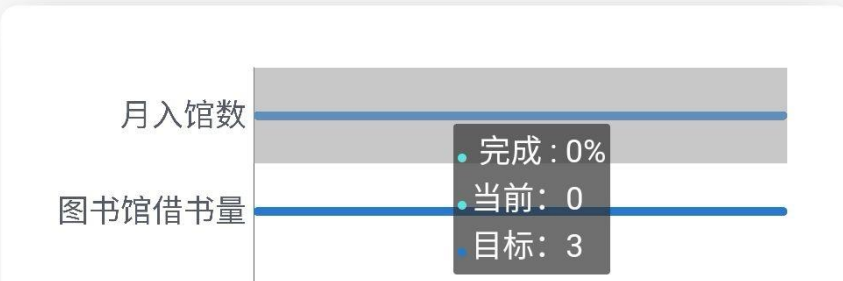 月入馆数
完成 : 0%
当前：0
图书馆借书量
目标：3